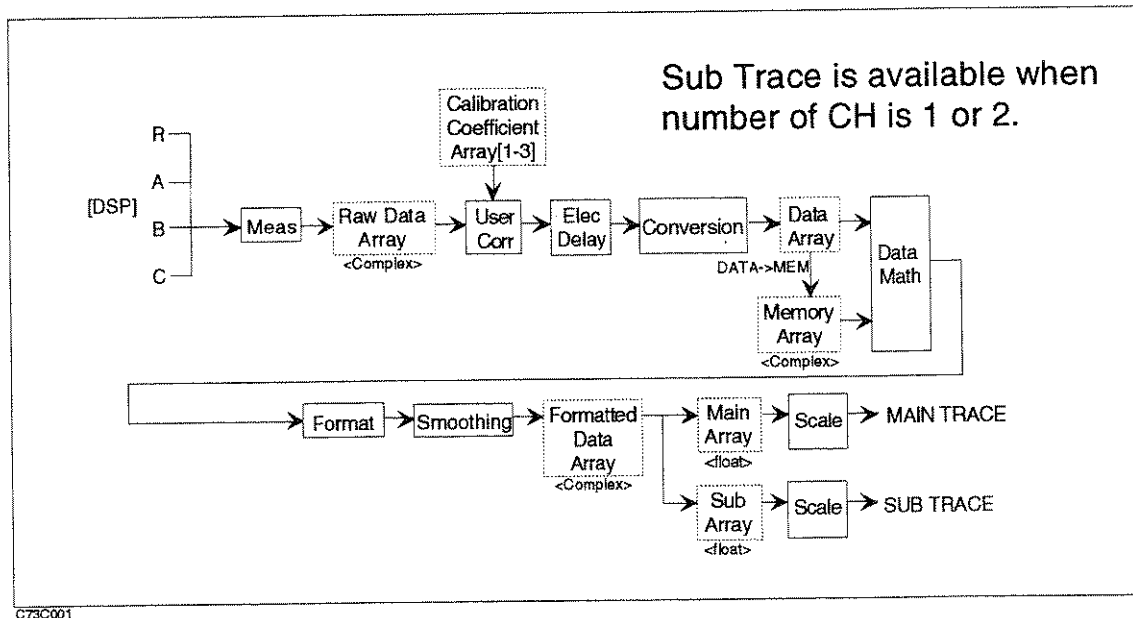 Sub Trace is available when
number of CH is 1 or 2.
Calibration
Coefficient
Array[1-3]
R
A
[DSP]
B
C
Meas
Raw Data
Array
<Complex>
User
Corr
Elec
Delay
Conversion
Data
Array
DATA->MEM
Memory
Array
<Complex>
Data
Math
Format
Smoothing
Formatted
Data
Array
<Complex>
Main
Array
<float>
Scale
MAIN TRACE
Sub
Array
<float>
Scale
SUB TRACE
C73C001